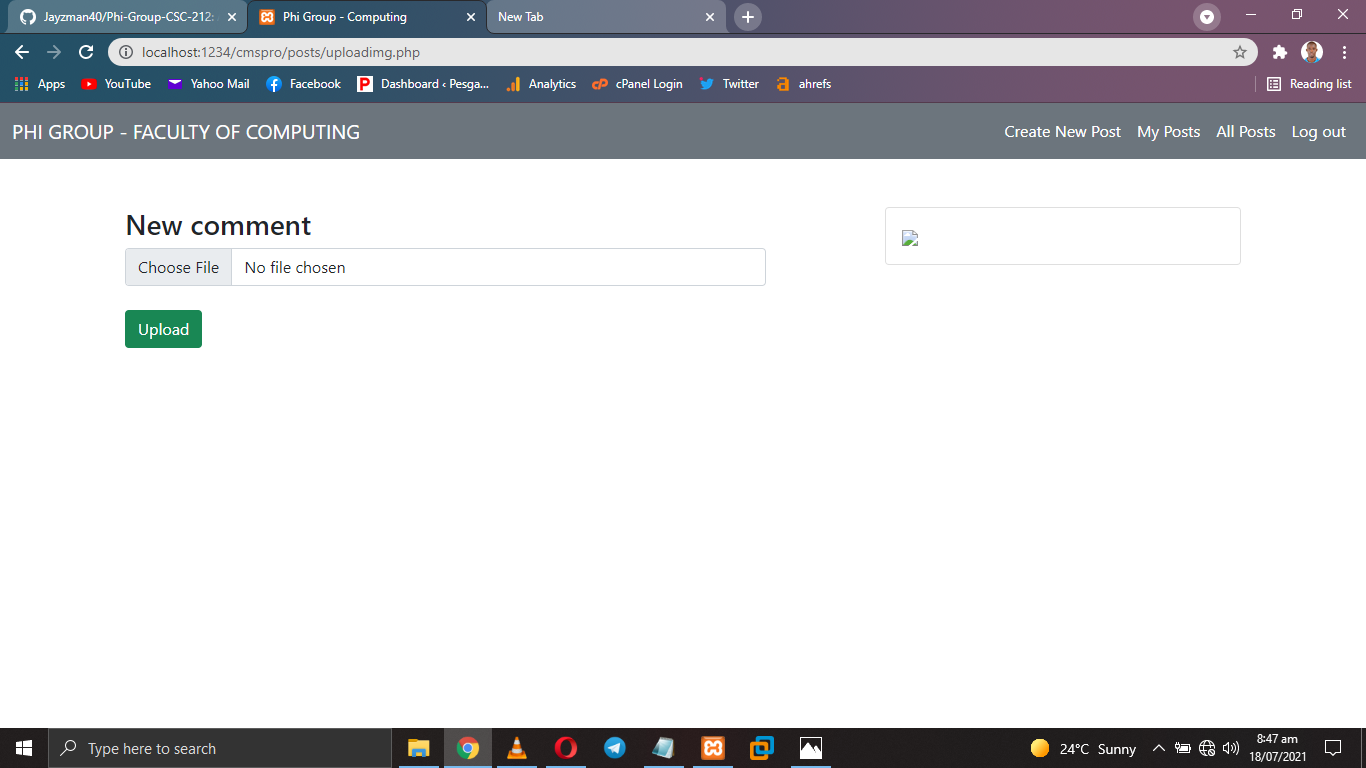 Jayzman40/Phi-Group-CSC-212:
Phi Group - Computing
New Tab
localhost:1234/cmspro/posts/uploadimg.php
Apps
YouTube
Yahoo Mail
Facebook
Dashboard ‹ Pesga...
Analytics
cPanel Login
Twitter
ahrefs
Reading list
PHI GROUP - FACULTY OF COMPUTING
Create New Post
My Posts
All Posts
Log out
New comment
Choose File
No file chosen
Upload
Type here to search
24°C Sunny
8:47 am
18/07/2021